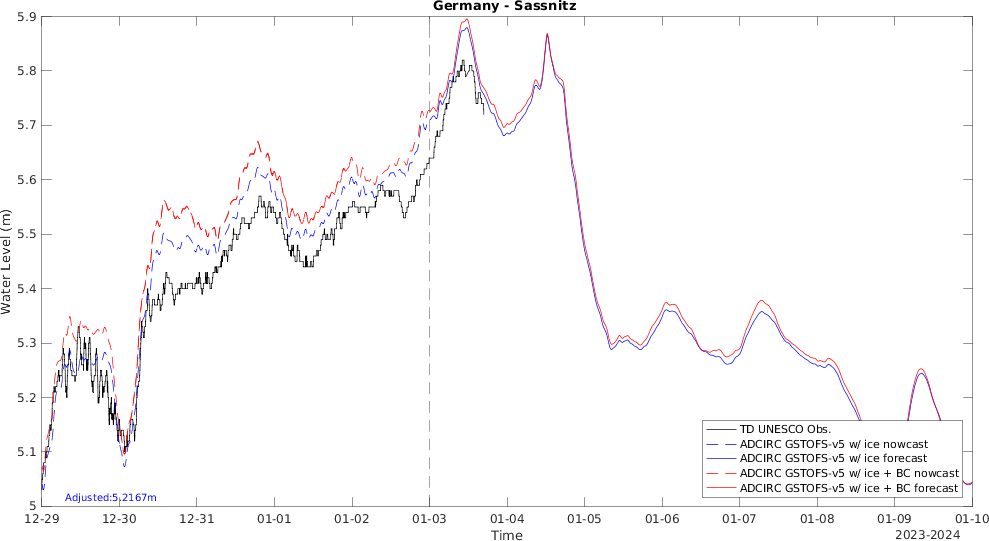 Germany - Sassnitz
Water Level (m)
5.9
5.8
5.7
5.6
5.5
5.4
5.3
5.2
5.1
5
Adjusted:5.2167m
TD UNESCO Obs.
ADCIRC GSTOFS-v5 w/ ice nowcast
ADCIRC GSTOFS-v5 w/ ice forecast
ADCIRC GSTOFS-v5 w/ ice + BC nowcast
ADCIRC GSTOFS-v5 w/ ice + BC forecast
12-29 12-30 12-31 01-01 01-02 01-03 01-04 01-05 01-06 01-07 01-08 01-09 01-10
Time
2023-2024